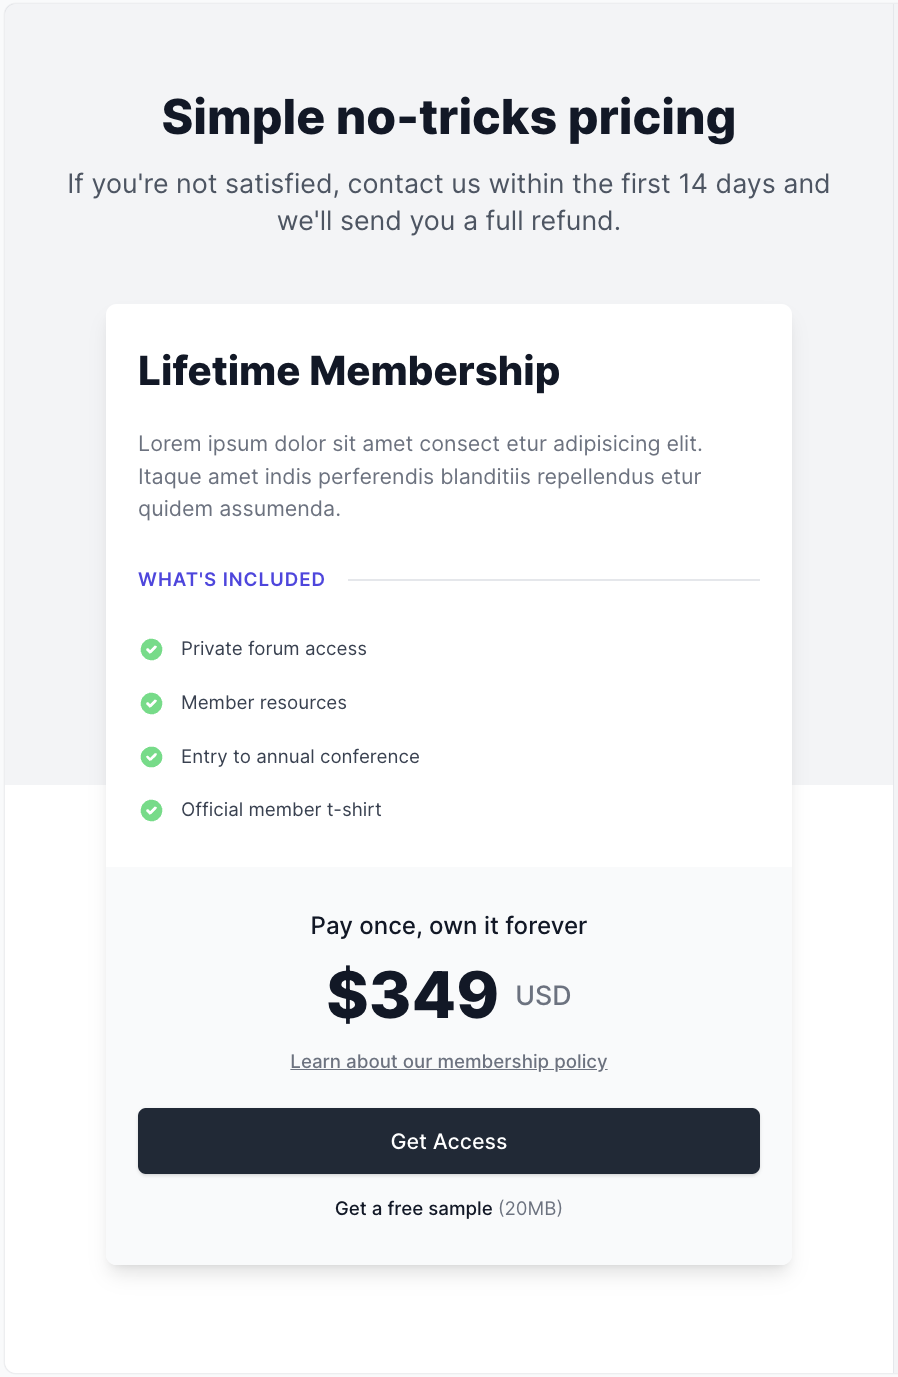 Simple no-tricks pricing
If you're not satisfied, contact us within the first 14 days and
we'll send you a full refund.
Lifetime Membership
Lorem ipsum dolor sit amet consect etur adipisicing elit.
Itaque amet indis perferendis blanditiis repellendus etur
quidem assumenda.
WHAT'S INCLUDED
Private forum access
Member resources
Entry to annual conference
Official member t-shirt
Pay once, own it forever
$349 USD
Learn about our membership policy
Get Access
Get a free sample (20MB)